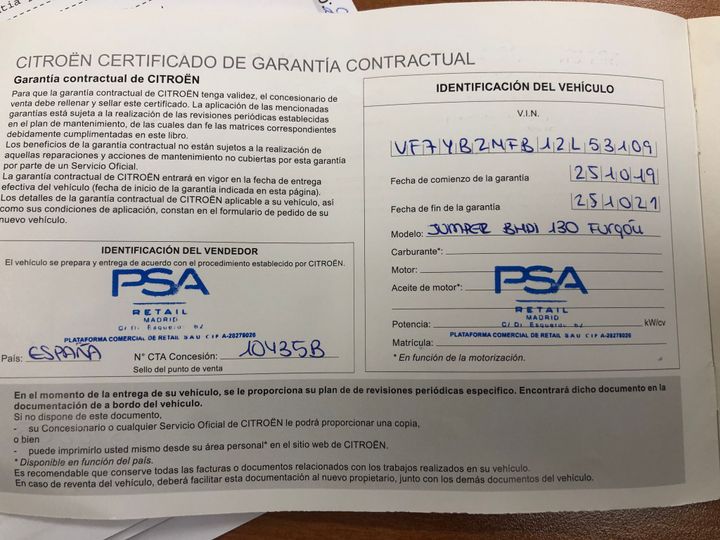 CITROËN CERTIFICADO DE GARANTÍA CONTRACTUAL
Garantía contractual de CITROËN
Para que la garantía contractual de CITROËN tenga validez, el concesionario de
venta debe rellenar y sellar este certificado. La aplicación de las mencionadas
garantías está sujeta a la realización de las revisiones periódicas establecidas
en el plan de mantenimiento, de las cuales dan fe las matrices correspondientes
debidamente cumplimentadas en este libro.
Los beneficios de la garantía contractual no están sujetos a la realización de
aquellas reparaciones y acciones de mantenimiento no cubiertas por esta garantía
por parte de un Servicio Oficial.
La garantía contractual de CITROËN entrará en vigor en la fecha de entrega
efectiva del vehículo (fecha de inicio de la garantía indicada en esta página).
Los detalles de la garantía contractual de CITROËN aplicable a su vehículo, así
como sus condiciones de aplicación, constan en el formulario de pedido de su
nuevo vehículo.
IDENTIFICACIÓN DEL VENDEDOR
El vehículo se prepara y entrega de acuerdo con el procedimiento establecido por CITROËN.
PSA
RETAIL
MADRID
PLATAFORMA COMERCIAL DE RETAIL SAU CIF A-28278026
País: ESPAÑA N° CTA Concesión: 10435B
Sello del punto de venta
IDENTIFICACIÓN DEL VEHÍCULO
V.I.N.
VF7YBZMFB12L53109
Fecha de comienzo de la garantía 251019
Fecha de fin de la garantía 251021
Modelo: JUMPER BHDI 130 Furgón
Carburante*:
Motor:
Aceite de motor*:
PSA
RETAIL
MADRID
Potencia: kW/cv
PLATAFORMA COMERCIAL DE RETAIL SAU CIF A-28278026
Matrícula:
* En función de la motorización.
En el momento de la entrega de su vehículo, se le proporciona su plan de de revisiones periódicas especifico. Encontrará dicho documento en la
documentación de a bordo del vehículo.
Si no dispone de este documento,
- su Concesionario o cualquier Servicio Oficial de CITROËN le podrá proporcionar una copia,
o bien
- puede imprimirlo usted mismo desde su área personal* en el sitio web de CITROËN.
* Disponible en función del país.
Es recomendable que conserve todas las facturas o documentos relacionados con los trabajos realizados en su vehículo.
En caso de reventa del vehículo, deberá facilitar esta documentación al nuevo propietario, junto con los demás documentos del vehículo.